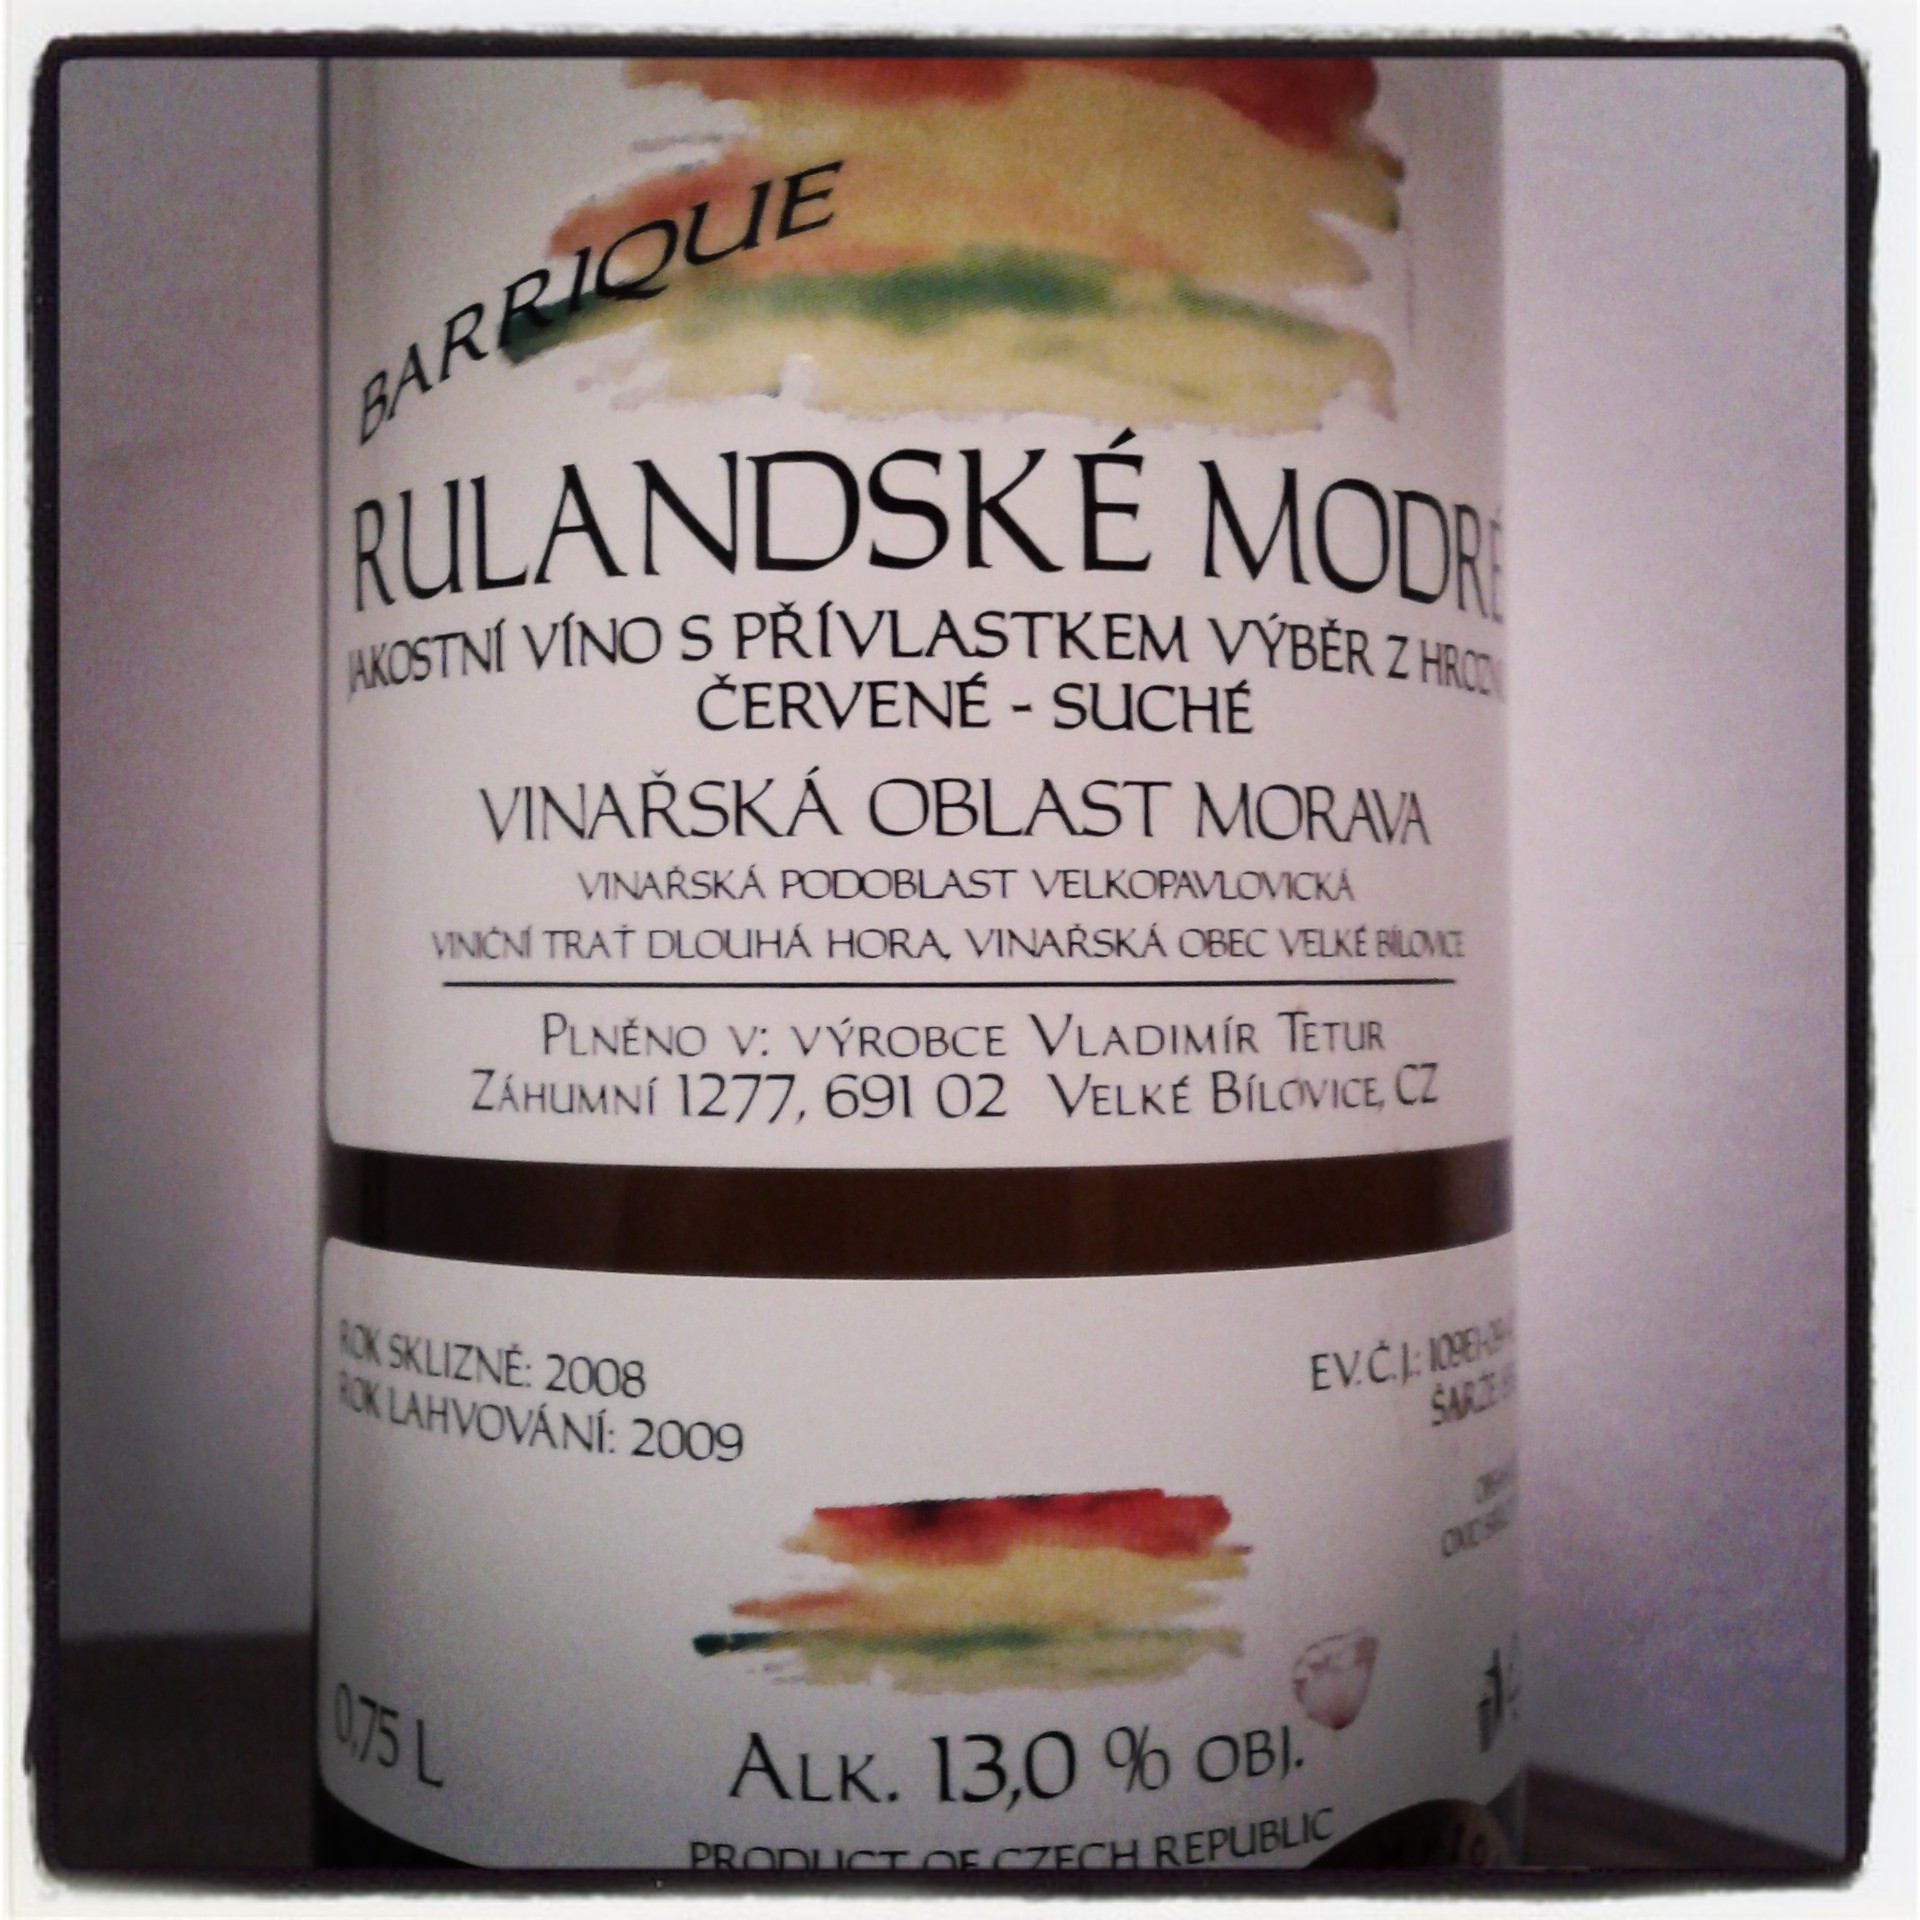 BARRIQUE
RULANDSKÉ MODRÉ
JAKOSTNÍ VÍNO S PŘÍVLASTKEM VÝBĚR Z
ČERVENÉ - SUCHÉ
VINAŘSKÁ OBLAST MORAVA
VINAŘSKÁ PODOBLAST VELKOPAVLOVICKÁ
VINIČNÍ TRAŤ DLOUHÁ HORA, VINAŘSKÁ OBEC VELKÉ BÍLOVICE
PLNĚNO V: VÝROBCE VLADIMÍR TETUR
ZÁHUMNÍ 1277, 691 02 VELKÉ BÍLOVICE, CZ
ROK SKLIZNĚ: 2008
ROK LAHVOVÁNÍ: 2009
EV.Č.J.:
ŠARŽE
0,75 L
ALK. 13,0 % OBJ.
PRODUCT OF CZECH REPUBLIC